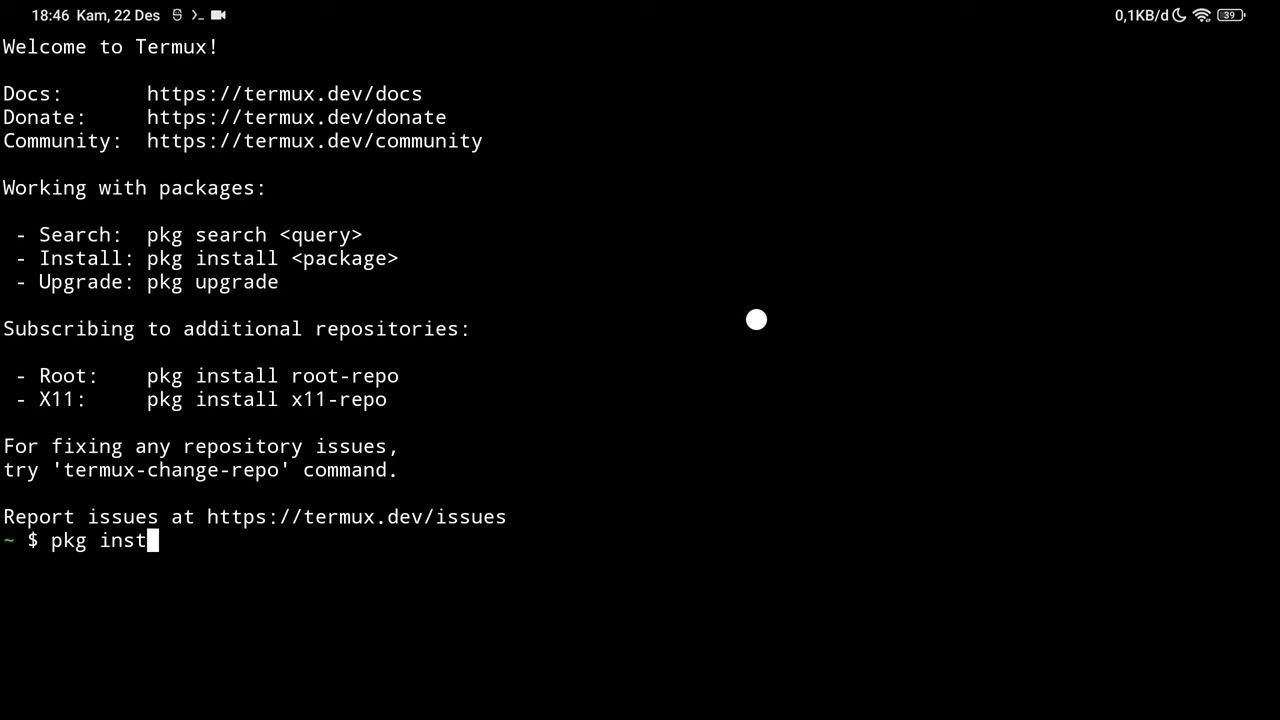 18:46 Kam, 22 Des
0,1KB/d
39
Welcome to Termux!
Docs: https://termux.dev/docs
Donate: https://termux.dev/donate
Community: https://termux.dev/community
Working with packages:
- Search: pkg search <query>
- Install: pkg install <package>
- Upgrade: pkg upgrade
Subscribing to additional repositories:
- Root: pkg install root-repo
- X11: pkg install x11-repo
For fixing any repository issues,
try 'termux-change-repo' command.
Report issues at https://termux.dev/issues
~ $ pkg inst